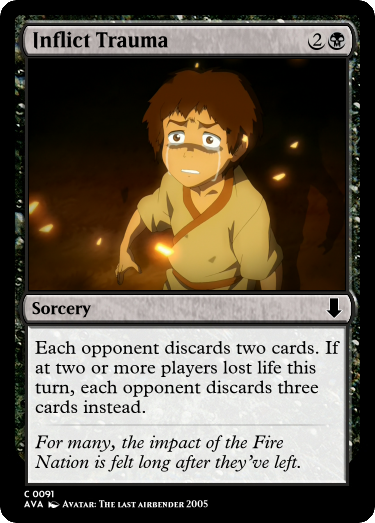 Inflict Trauma 2
Sorcery
Each opponent discards two cards. If
at two or more players lost life this
turn, each opponent discards three
cards instead.
For many, the impact of the Fire
Nation is felt long after they've left.
C 0091
AVA Avatar: The last airbender 2005